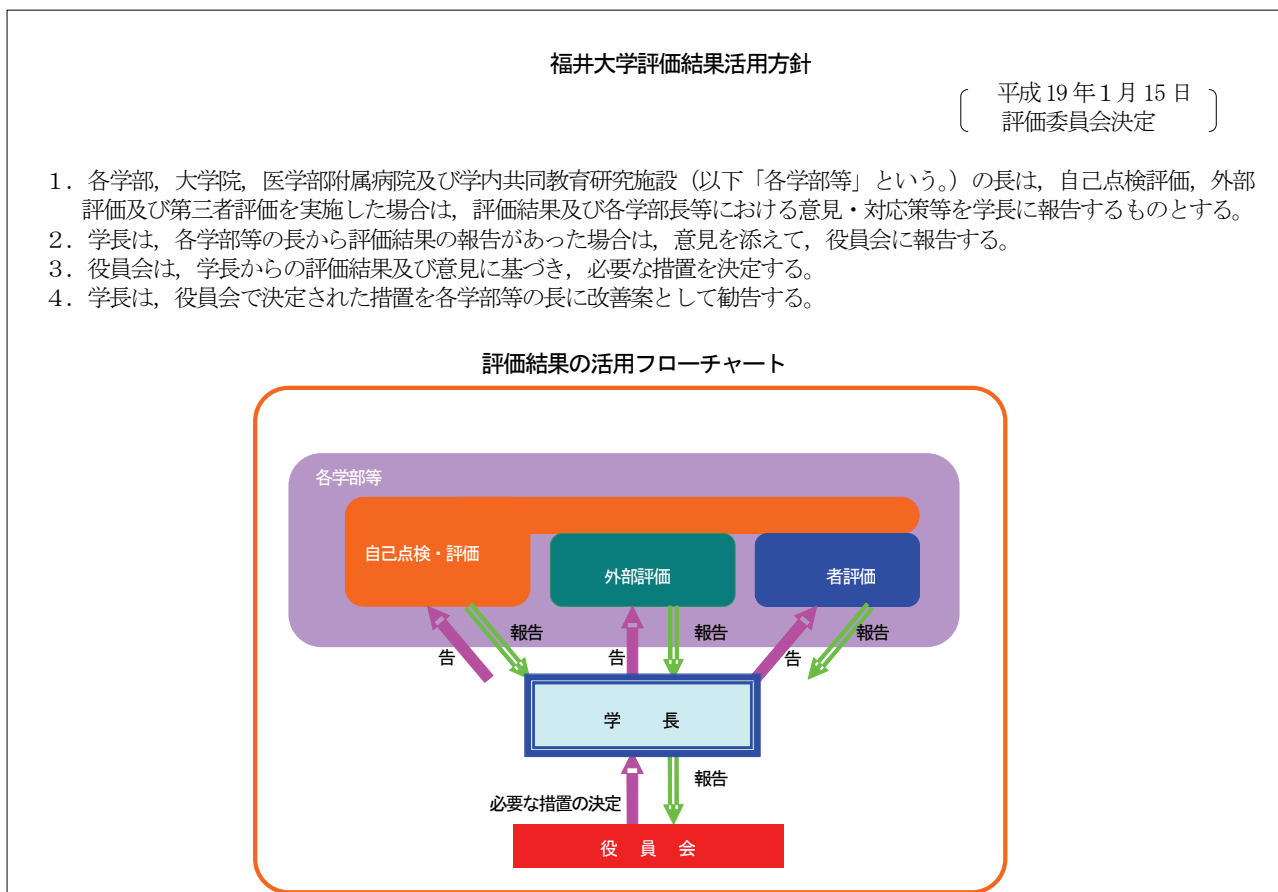 福井大学評価結果活用方針
平成19年1月15日
評価委員会決定
1．各学部，大学院，医学部附属病院及び学内共同教育研究施設（以下「各学部等」という。）の長は，自己点検評価，外部
評価及び第三者評価を実施した場合は，評価結果及び各学部長等における意見・対応策等を学長に報告するものとする。
2．学長は，各学部等の長から評価結果の報告があった場合は，意見を添えて，役員会に報告する。
3．役員会は，学長からの評価結果及び意見に基づき，必要な措置を決定する。
4．学長は，役員会で決定された措置を各学部等の長に改善案として勧告する。
評価結果の活用フローチャート
各学部等
自己点検・評価
外部評価
者評価
報告
報告
報告
告
告
告
学　長
報告
必要な措置の決定
役　員　会